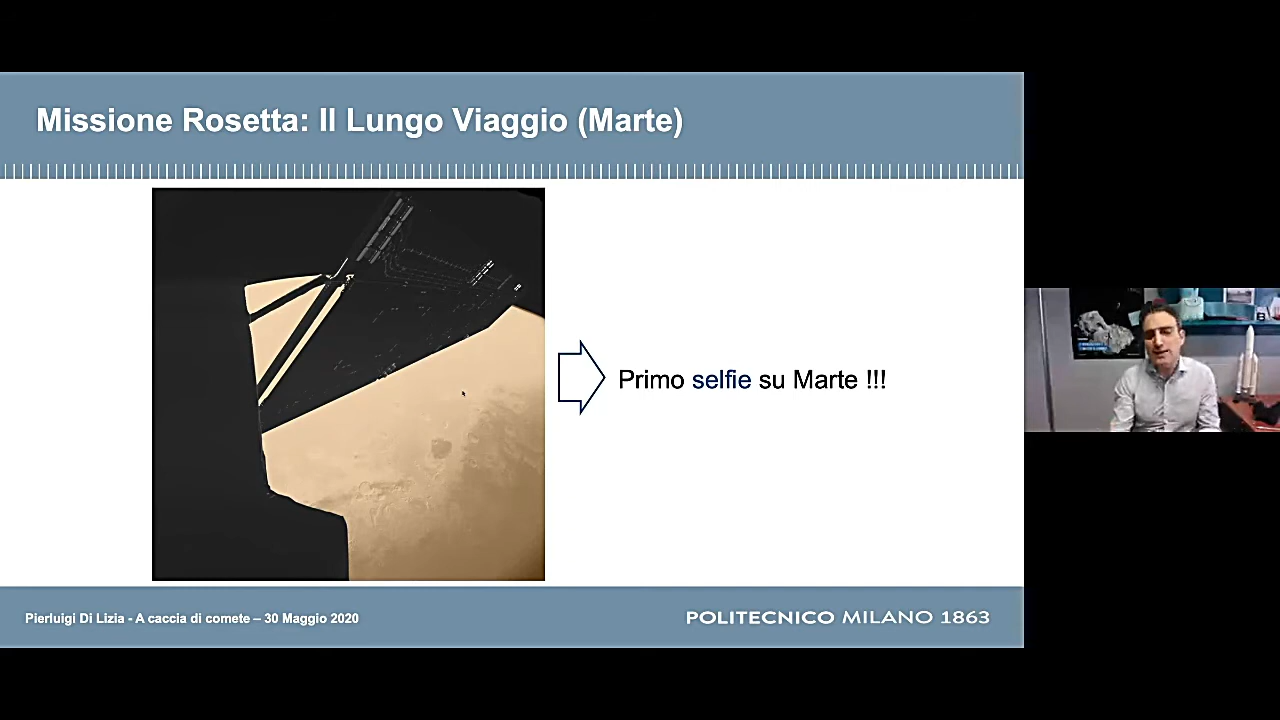 Missione Rosetta: Il Lungo Viaggio (Marte)
Primo selfie su Marte !!!
Pierluigi Di Lizia - A caccia di comete – 30 Maggio 2020
POLITECNICO MILANO 1863